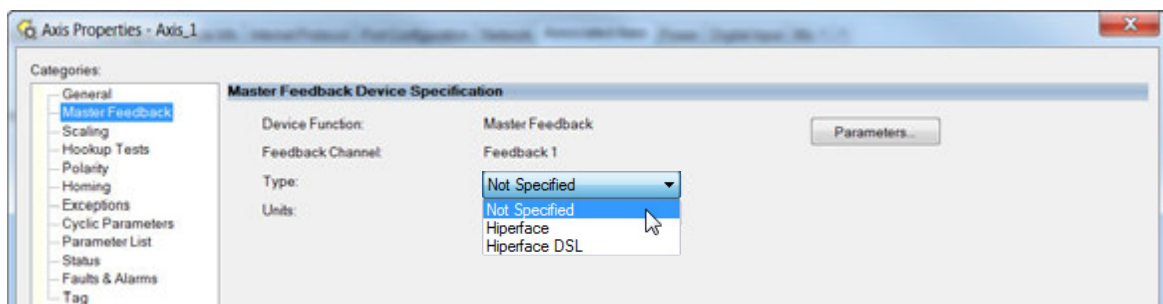 Axis Properties - Axis_1
Categories:
General
Master Feedback
Scaling
Hookup Tests
Polarity
Homing
Exceptions
Cyclic Parameters
Parameter List
Status
Faults & Alarms
Tag
Master Feedback Device Specification
Device Function: Master Feedback
Parameters...
Feedback Channel: Feedback 1
Type: Not Specified
Units: Not Specified
Hiperface
Hiperface DSL